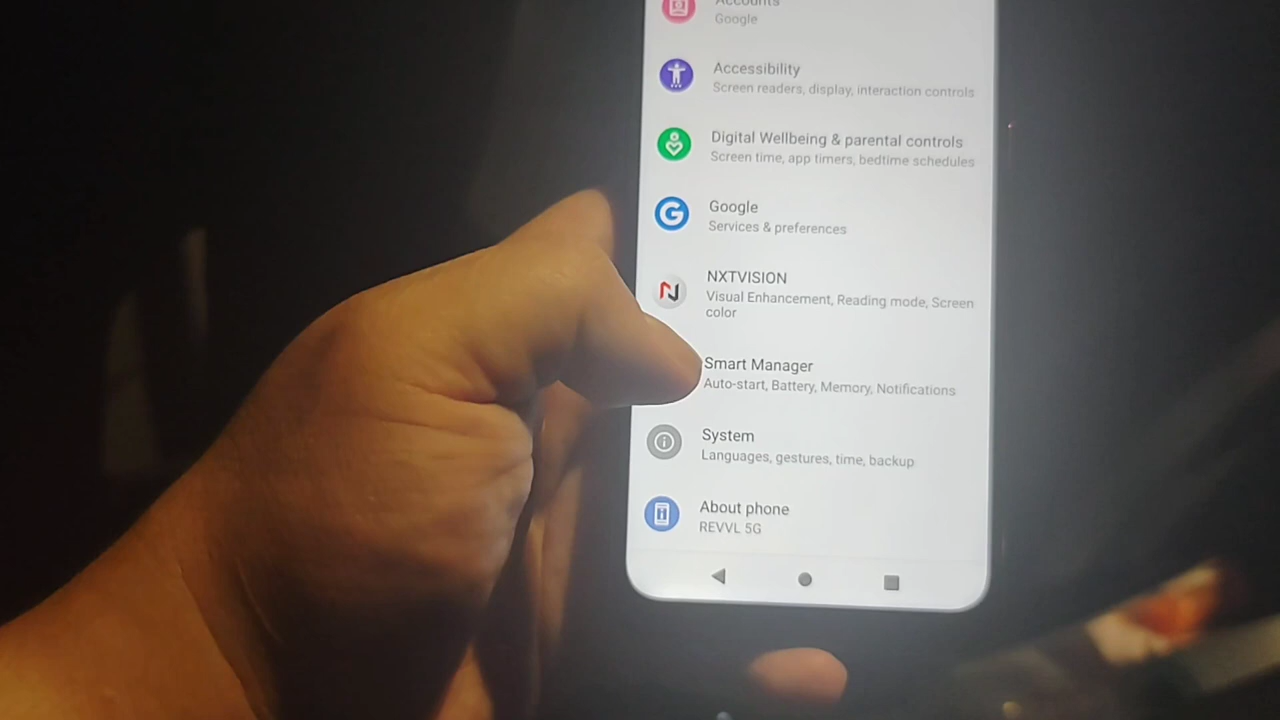 Accounts
Google
Accessibility
Screen readers, display, interaction controls
Digital Wellbeing & parental controls
Screen time, app timers, bedtime schedules
Google
Services & preferences
NXTVISION
Visual Enhancement, Reading mode, Screen
color
Smart Manager
Auto-start, Battery, Memory, Notifications
System
Languages, gestures, time, backup
About phone
REVVL 5G